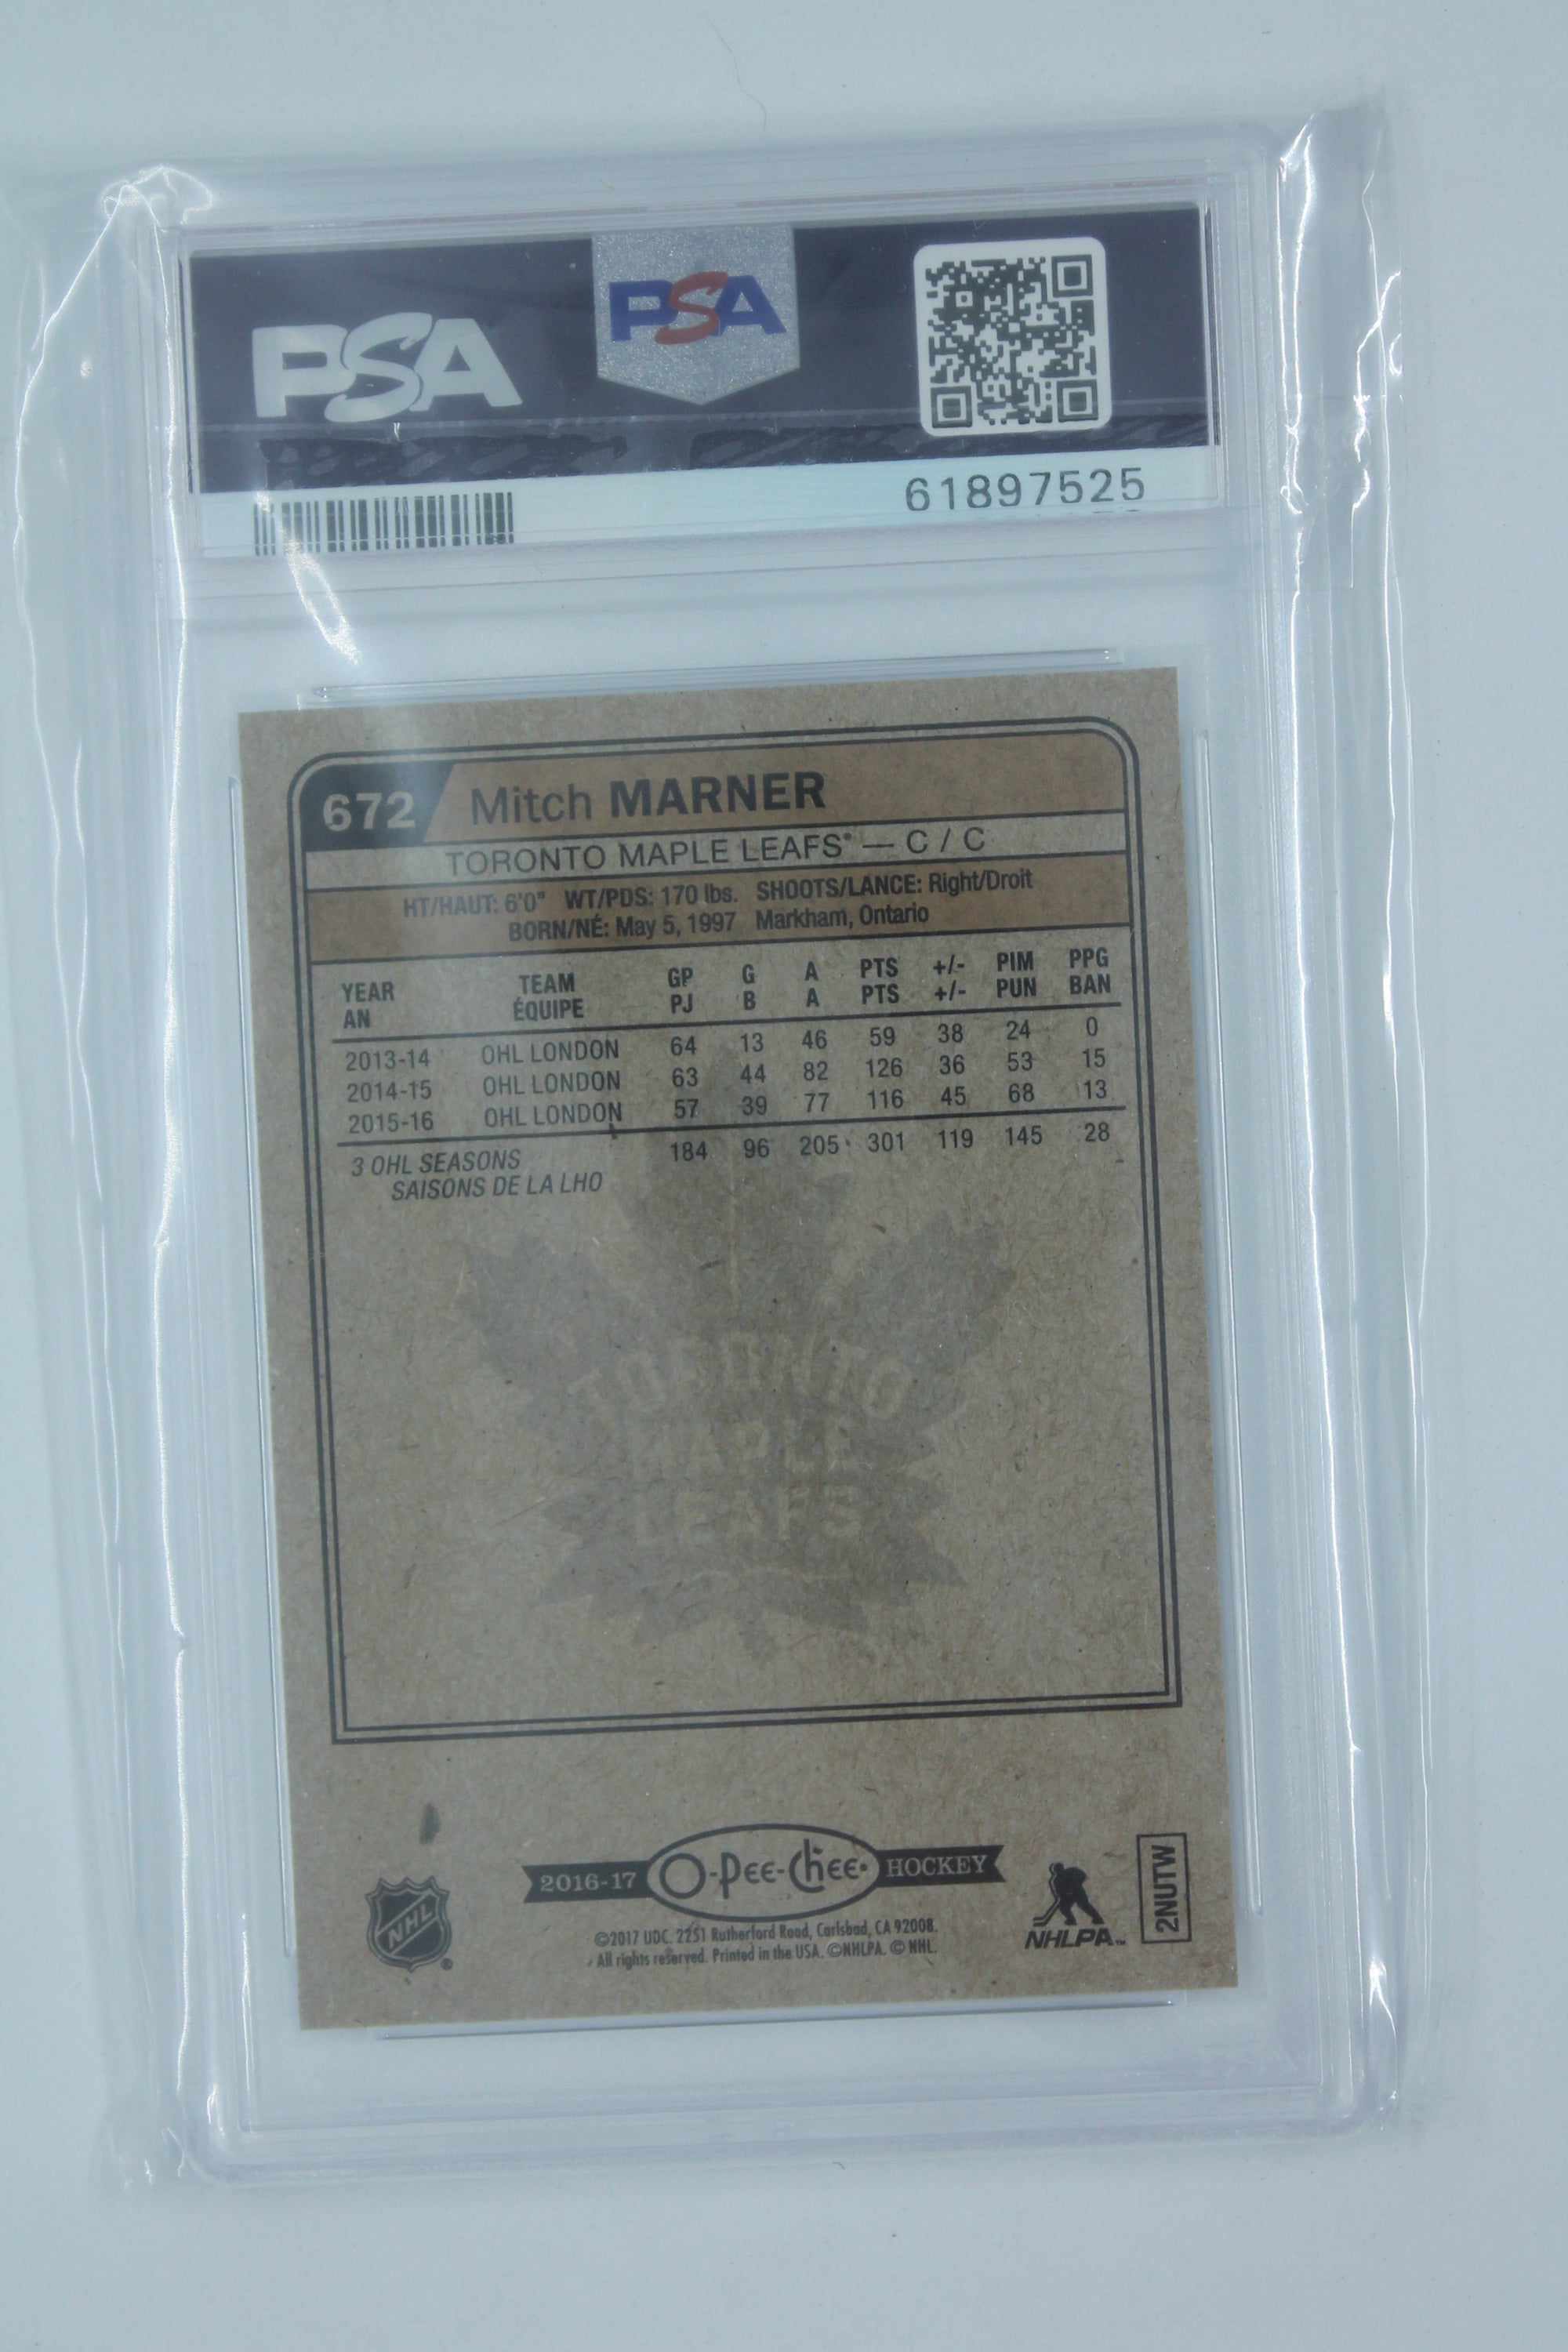 PSA
PSA
61897525
672 Mitch MARNER
TORONTO MAPLE LEAFS® — C / C
HT/HAUT: 6'0" WT/PDS: 170 lbs. SHOOTS/LANCE: Right/Droit
BORN/NÉ: May 5, 1997 Markham, Ontario
YEAR TEAM GP G A PTS +/- PIM PPG
AN ÉQUIPE PJ B A PTS +/- PUN BAN
2013-14 OHL LONDON 64 13 46 59 38 24 0
2014-15 OHL LONDON 63 44 82 126 36 53 15
2015-16 OHL LONDON 57 39 77 116 45 68 13
3 OHL SEASONS 184 96 205 301 119 145 28
SAISONS DE LA LHO
TORONTO
MAPLE
LEAFS
2016-17 O-Pee-Chee® HOCKEY
NHL®
©2017 UDC. 2251 Rutherford Road, Carlsbad, CA 92008.
All rights reserved. Printed in the USA. ©NHLPA. © NHL.
NHLPA™
2NUTW